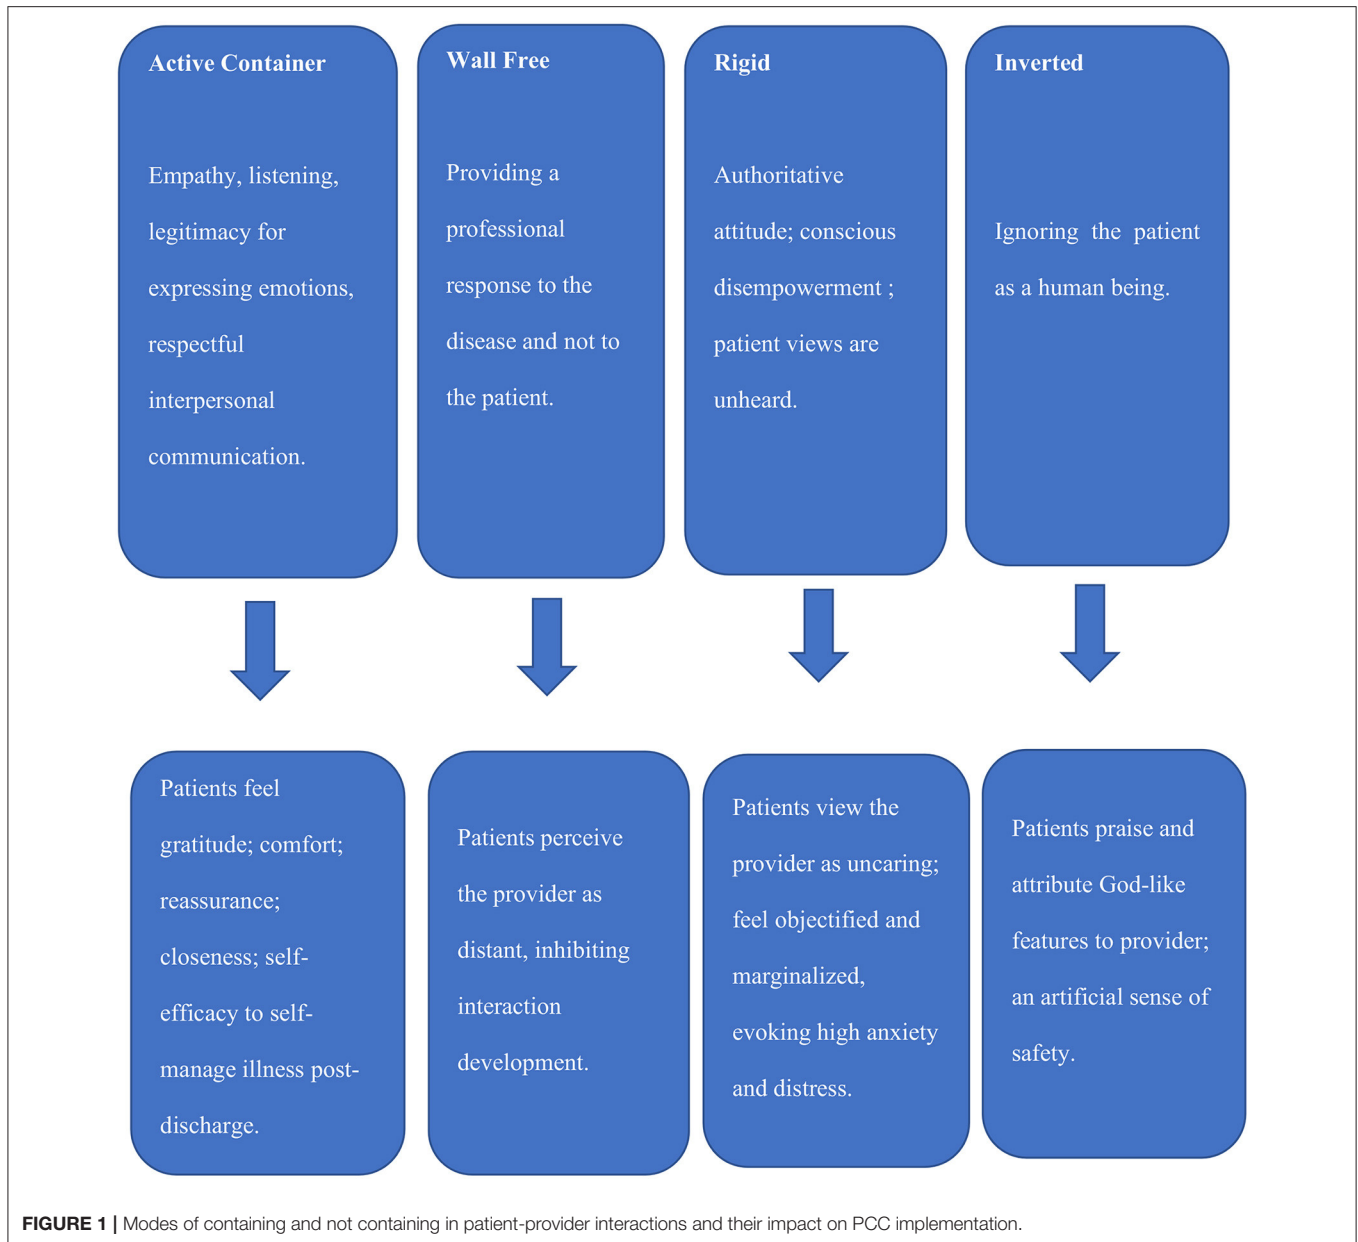 Active Container
Empathy, listening,
legitimacy for
expressing emotions,
respectful
interpersonal
communication.
Wall Free
Providing a
professional
response to the
disease and not to
the patient.
Rigid
Authoritative
attitude; conscious
disempowerment ;
patient views are
unheard.
Inverted
Ignoring the patient
as a human being.
Patients feel
gratitude; comfort;
reassurance;
closeness; self-
efficacy to self-
manage illness post-
discharge.
Patients perceive
the provider as
distant, inhibiting
interaction
development.
Patients view the
provider as uncaring;
feel objectified and
marginalized,
evoking high anxiety
and distress.
Patients praise and
attribute God-like
features to provider;
an artificial sense of
safety.
FIGURE 1 | Modes of containing and not containing in patient-provider interactions and their impact on PCC implementation.